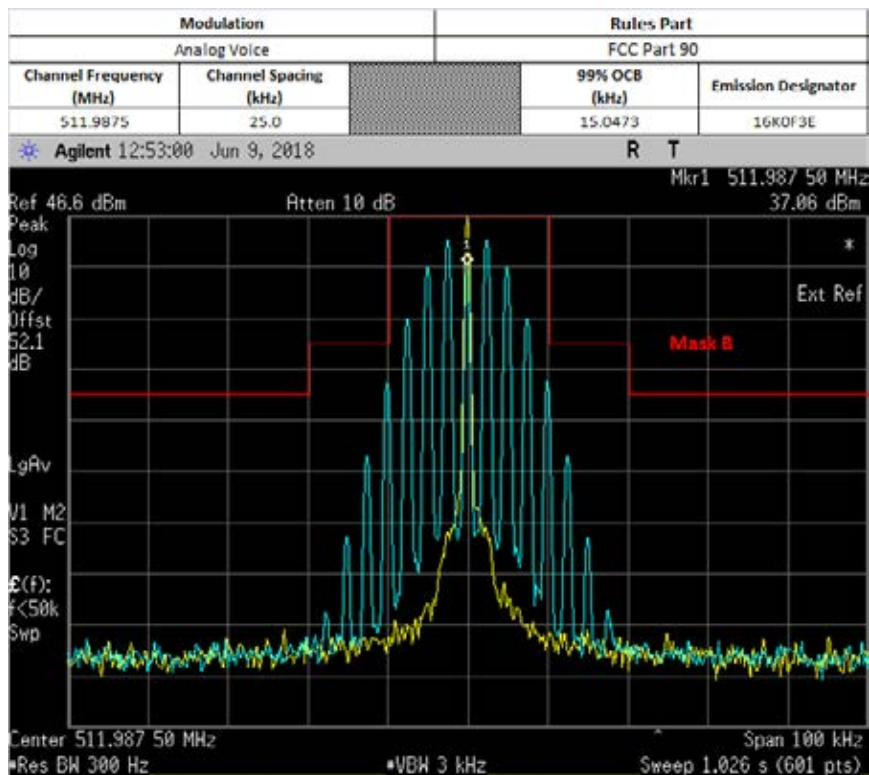 Modulation Rules Part
Analog Voice FCC Part 90
Channel Frequency (MHz) Channel Spacing (kHz) 99% OCB (kHz) Emission Designator
511.9875 25.0 15.0473 16K0F3E
Agilent 12:53:00 Jun 9, 2018 R T
Mkr1 511.987 50 MHz
Ref 46.6 dBm Atten 10 dB 37.06 dBm
Peak
Log
10
dB/
Offst
52.1
dB
1
*
Ext Ref
Mask B
LgAv
V1 M2
S3 FC
£(f):
f<50k
Swp
Center 511.987 50 MHz ^ Span 100 kHz
#Res BW 300 Hz #VBW 3 kHz Sweep 1.026 s (601 pts)